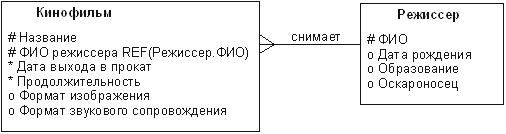 Кинофильм
# Название
# ФИО режиссера REF(Режиссер.ФИО)
* Дата выхода в прокат
* Продолжительность
о Формат изображения
о Формат звукового сопровождения
снимает
Режиссер
# ФИО
о Дата рождения
о Образование
о Оскароносец